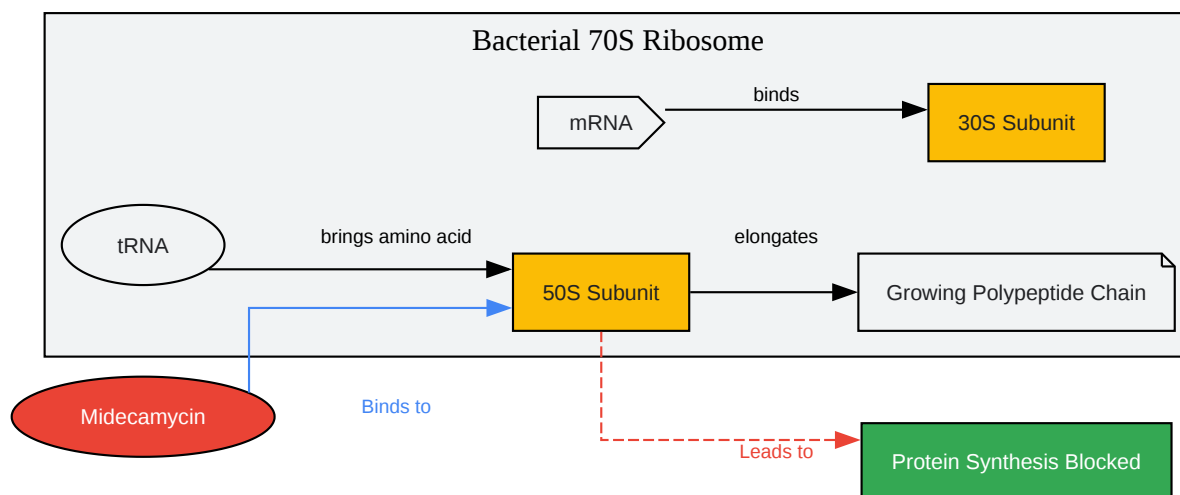 Bacterial 70S Ribosome
binds
mRNA
30S Subunit
tRNA
brings amino acid
elongates
50S Subunit
Growing Polypeptide Chain
Midecamycin
Binds to
Leads to
Protein Synthesis Blocked